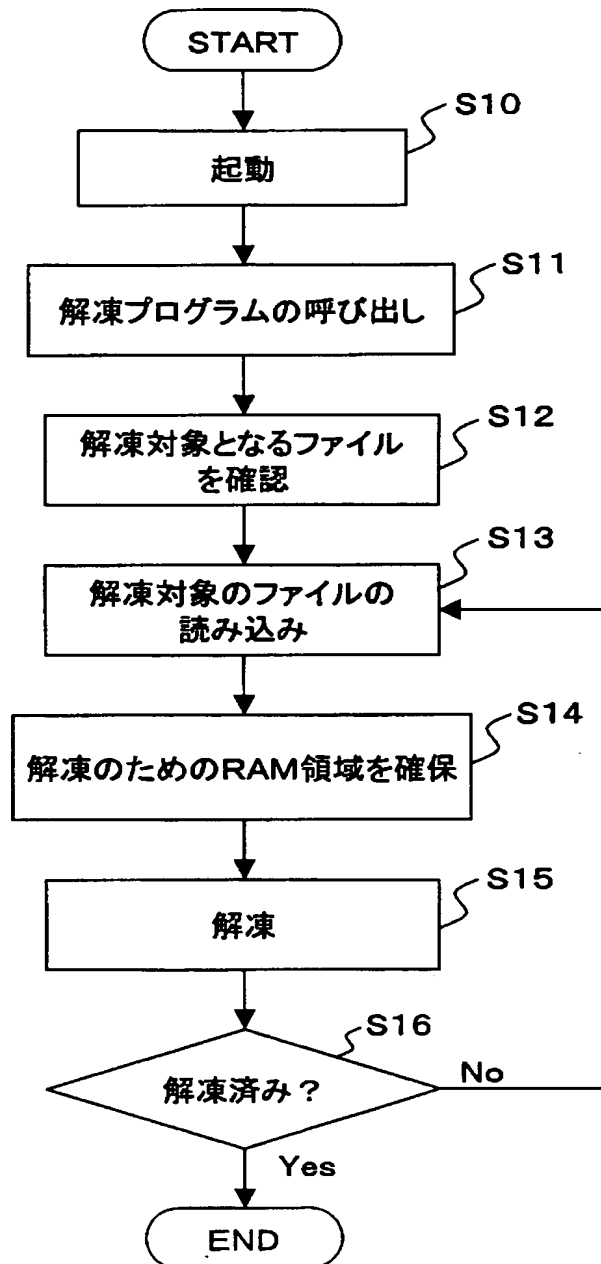 START
S10
起動
S11
解凍プログラムの呼び出し
S12
解凍対象となるファイル
を確認
S13
解凍対象のファイルの
読み込み
S14
解凍のためのRAM領域を確保
S15
解凍
S16
解凍済み？
No
Yes
END